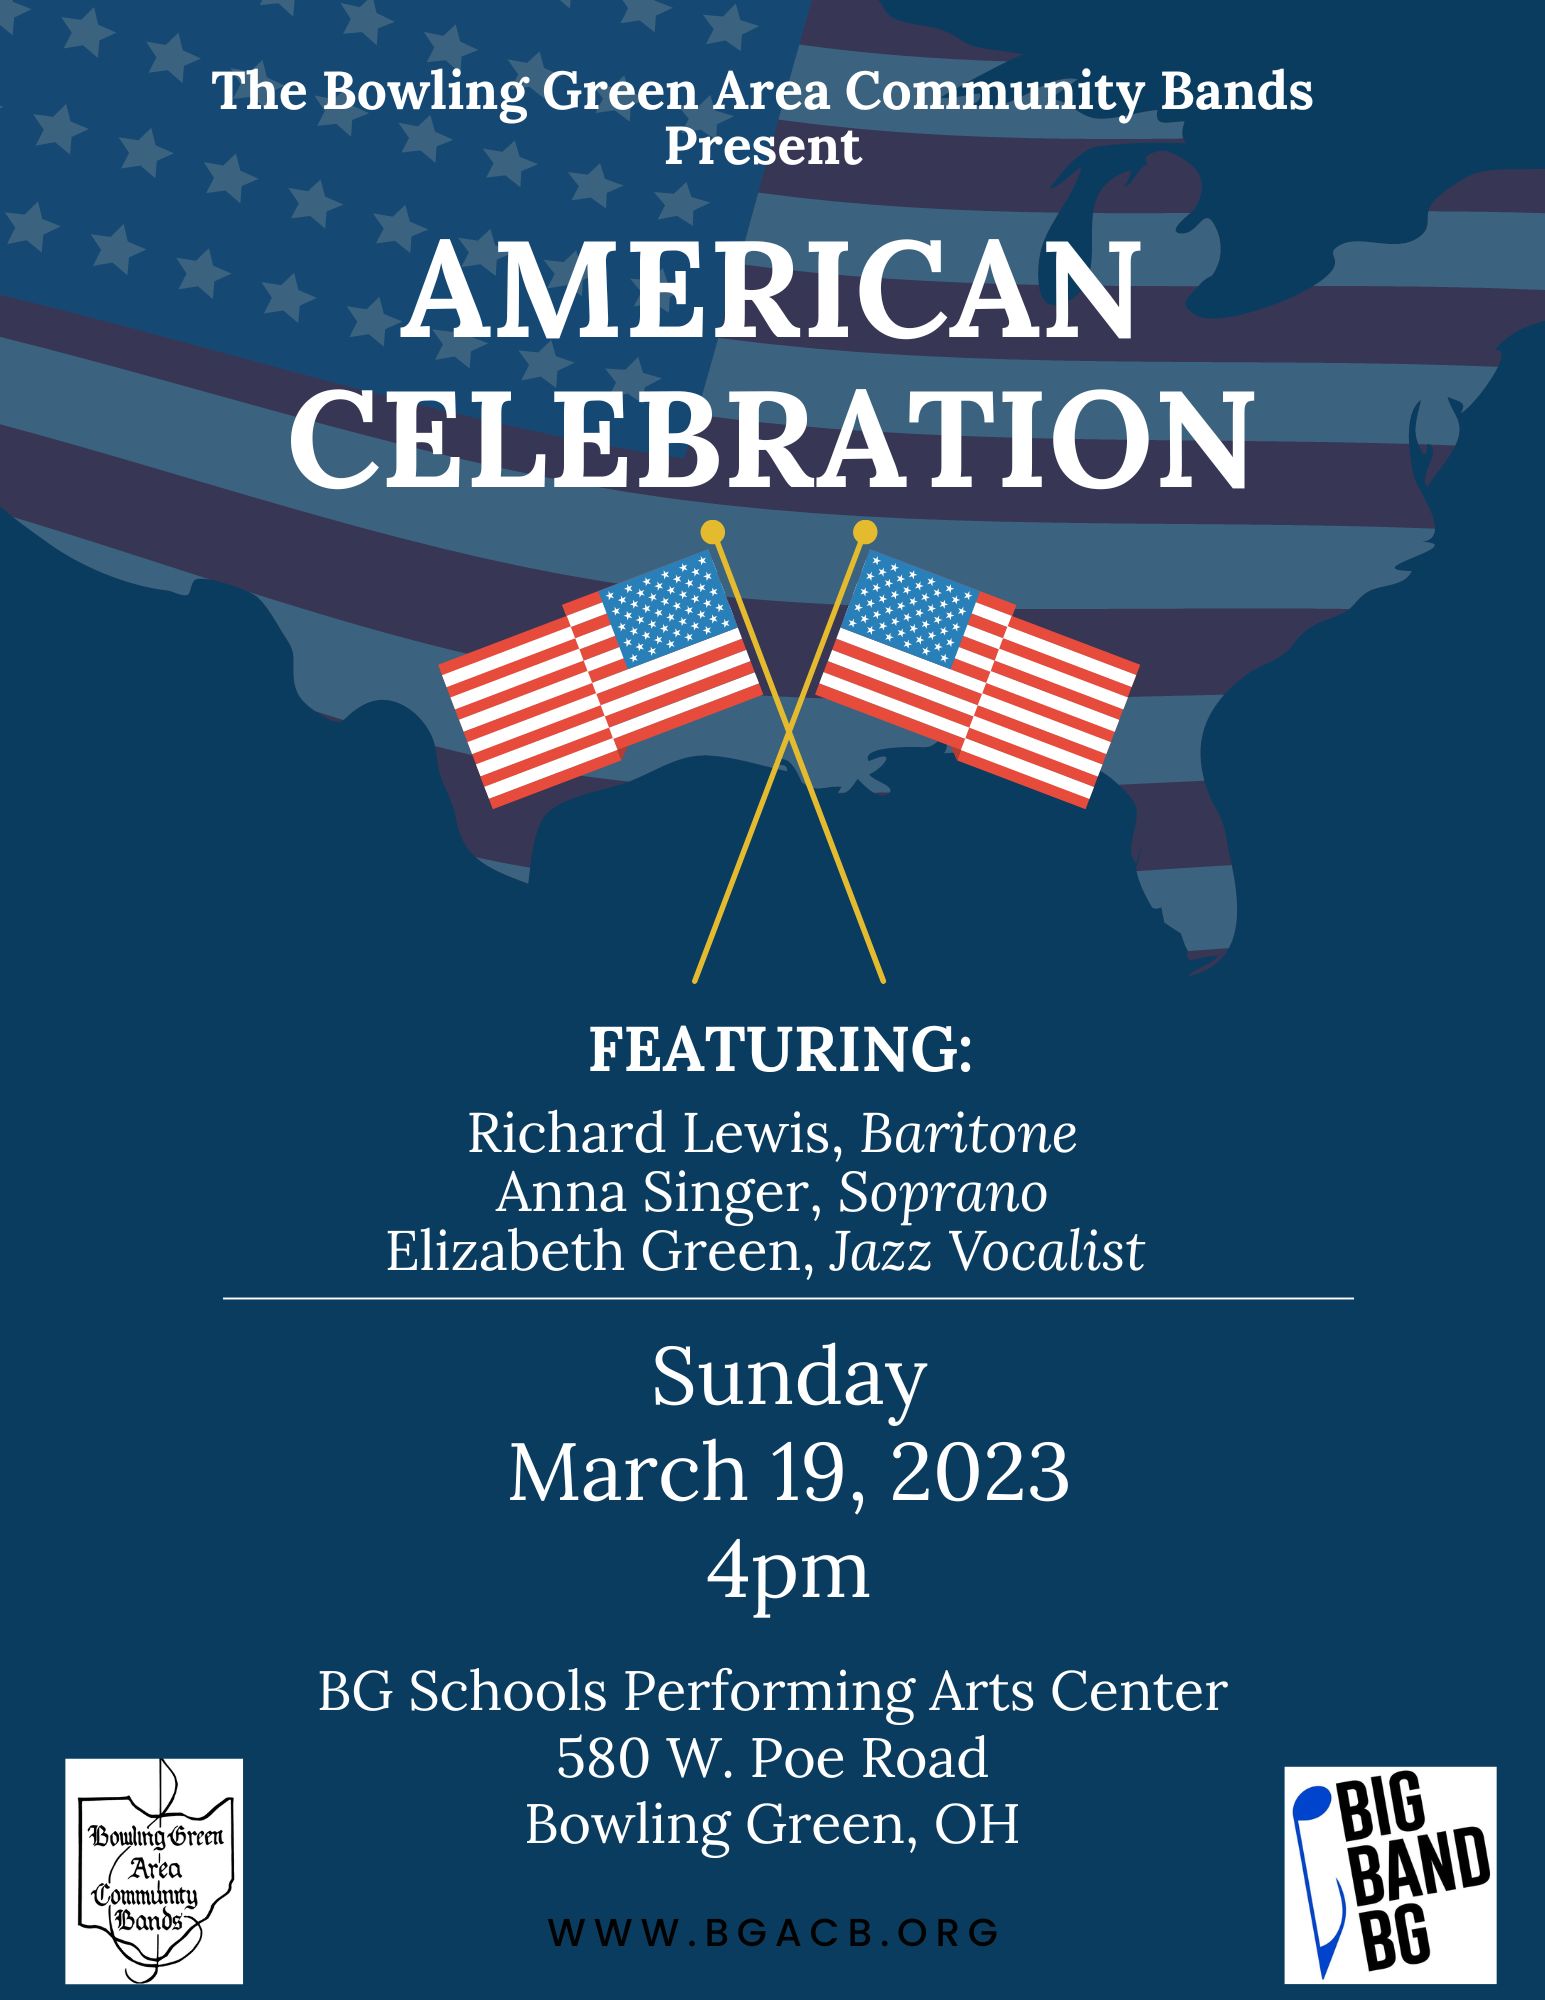 The Bowling Green Area Community Bands
Present
AMERICAN
CELEBRATION
FEATURING:
Richard Lewis, Baritone
Anna Singer, Soprano
Elizabeth Green, Jazz Vocalist
Sunday
March 19, 2023
4pm
BG Schools Performing Arts Center
580 W. Poe Road
Bowling Green, OH
WWW.BGACB.ORG
Bowling Green
Area
Community
Bands
BIG
BAND
BG